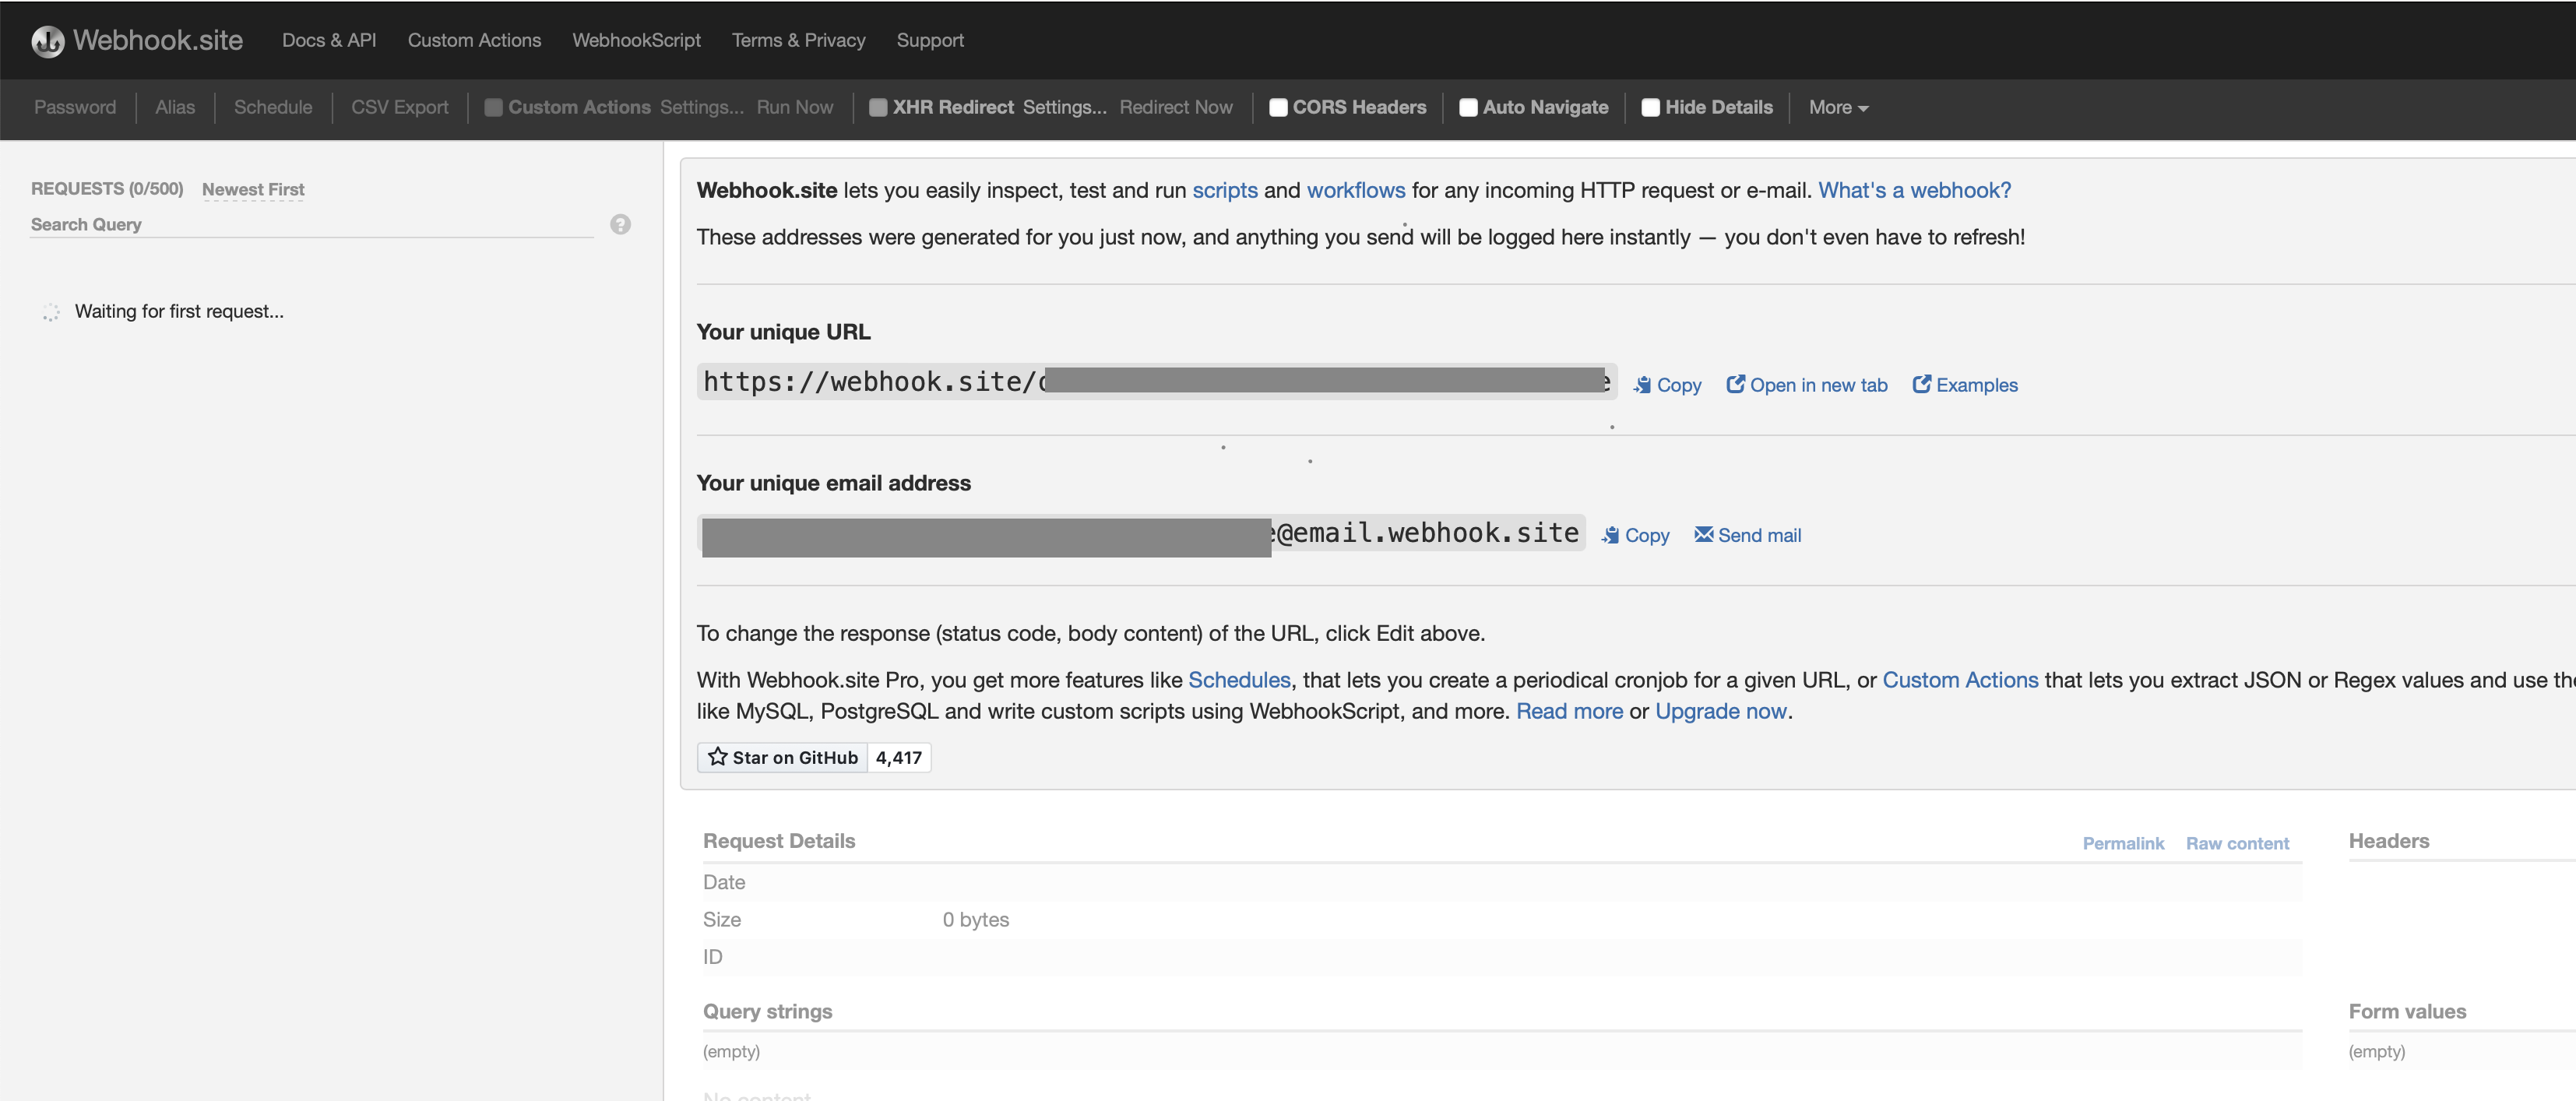 Webhook.site Docs & API Custom Actions WebhookScript Terms & Privacy Support
Password Alias Schedule CSV Export Custom Actions Settings... Run Now XHR Redirect Settings... Redirect Now CORS Headers Auto Navigate Hide Details More
REQUESTS (0/500) Newest First
Search Query ?
Waiting for first request...
Webhook.site lets you easily inspect, test and run scripts and workflows for any incoming HTTP request or e-mail. What's a webhook?
These addresses were generated for you just now, and anything you send will be logged here instantly — you don't even have to refresh!
Your unique URL
https://webhook.site/ Copy Open in new tab Examples
Your unique email address
@email.webhook.site Copy Send mail
To change the response (status code, body content) of the URL, click Edit above.
With Webhook.site Pro, you get more features like Schedules, that lets you create a periodical cronjob for a given URL, or Custom Actions that lets you extract JSON or Regex values and use
like MySQL, PostgreSQL and write custom scripts using WebhookScript, and more. Read more or Upgrade now.
Star on GitHub 4,417
Request Details Permalink Raw content Headers
Date
Size 0 bytes
ID
Query strings Form values
(empty) (empty)
No content